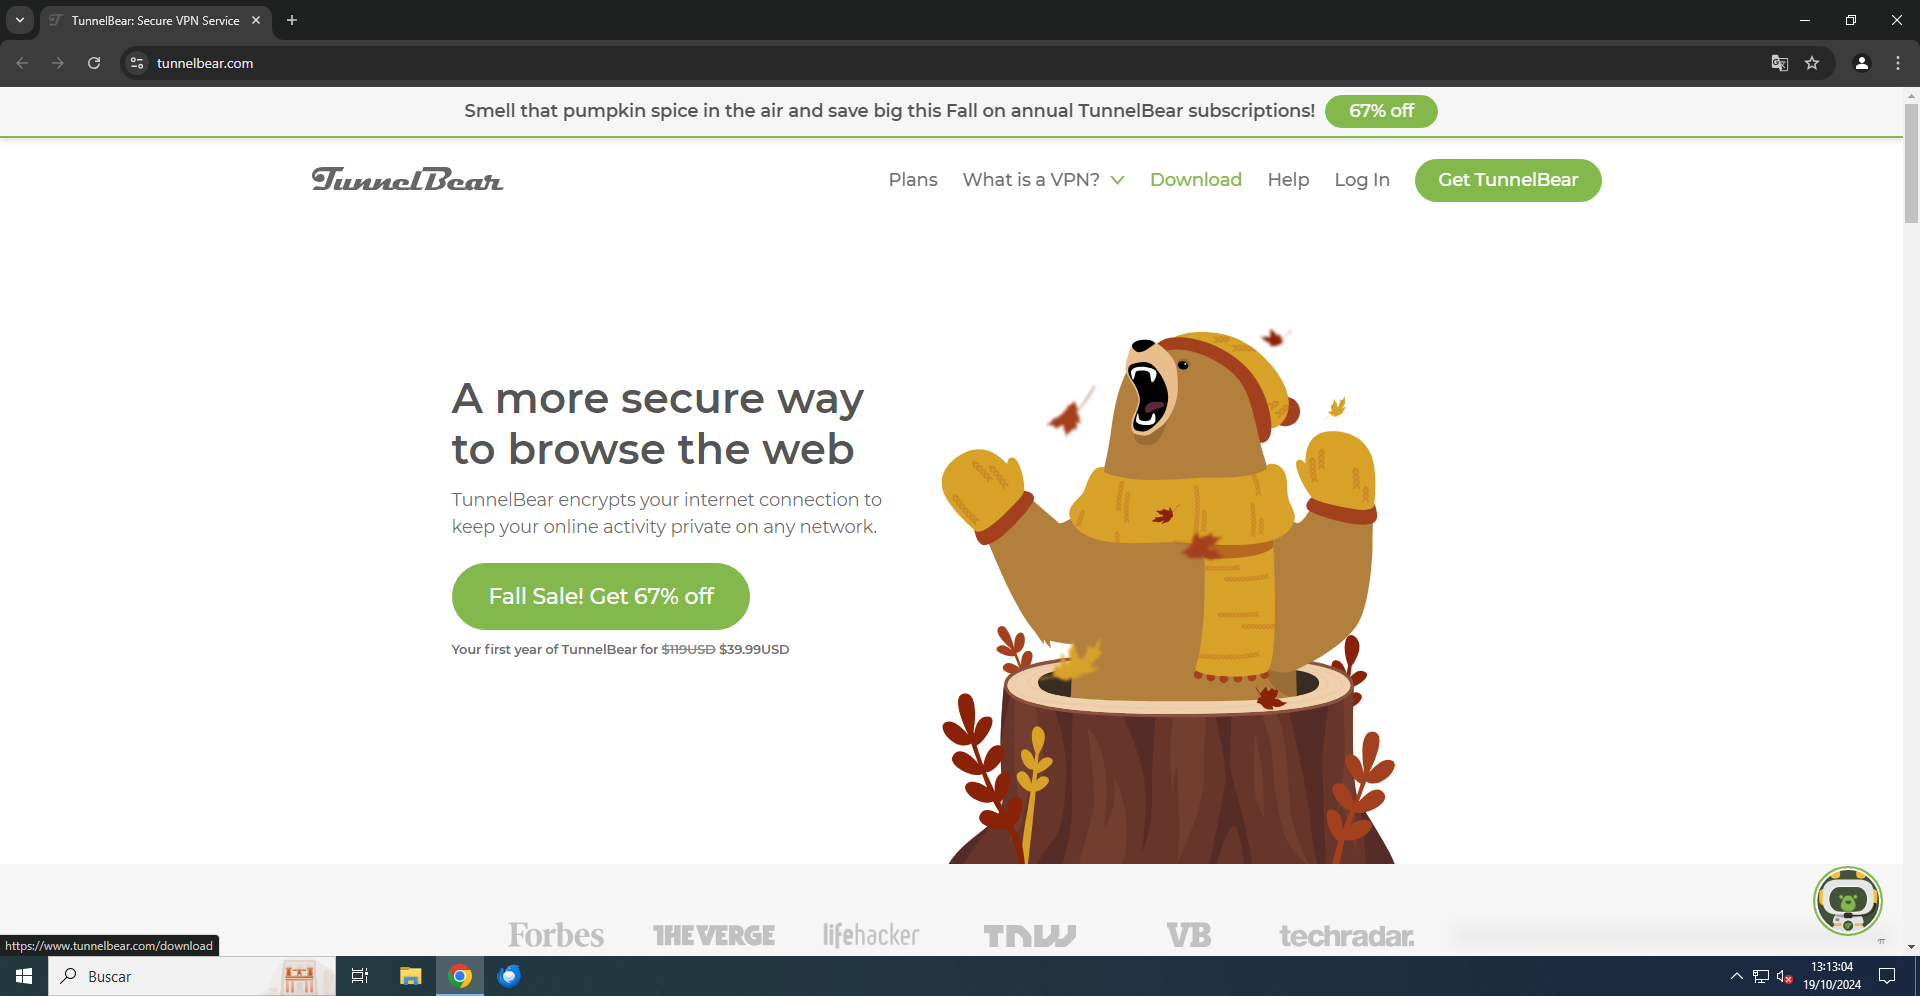 TunnelBear: Secure VPN Service
tunnelbear.com
Smell that pumpkin spice in the air and save big this Fall on annual TunnelBear subscriptions! 67% off
TunnelBear Plans What is a VPN? Download Help Log In Get TunnelBear
A more secure way
to browse the web
TunnelBear encrypts your internet connection to
keep your online activity private on any network.
Fall Sale! Get 67% off
Your first year of TunnelBear for $119USD $39.99USD
Forbes THE VERGE lifehacker TNW VB techradar.
https://www.tunnelbear.com/download
Buscar
13:13:04
19/10/2024